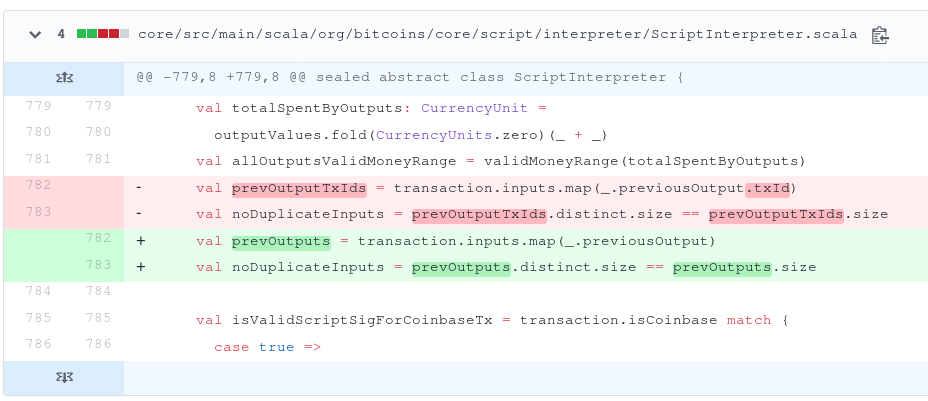 4 core/src/main/scala/org/bitcoins/core/script/interpreter/ScriptInterpreter.scala
@@ -779,8 +779,8 @@ sealed abstract class ScriptInterpreter {
779 779 val totalSpentByOutputs: CurrencyUnit =
780 780 outputValues.fold(CurrencyUnits.zero)(_ + _)
781 781 val allOutputsValidMoneyRange = validMoneyRange(totalSpentByOutputs)
782 - val prevOutputTxIds = transaction.inputs.map(_.previousOutput.txId)
783 - val noDuplicateInputs = prevOutputTxIds.distinct.size == prevOutputTxIds.size
782 + val prevOutputs = transaction.inputs.map(_.previousOutput)
783 + val noDuplicateInputs = prevOutputs.distinct.size == prevOutputs.size
784 784
785 785 val isValidScriptSigForCoinbaseTx = transaction.isCoinbase match {
786 786 case true =>